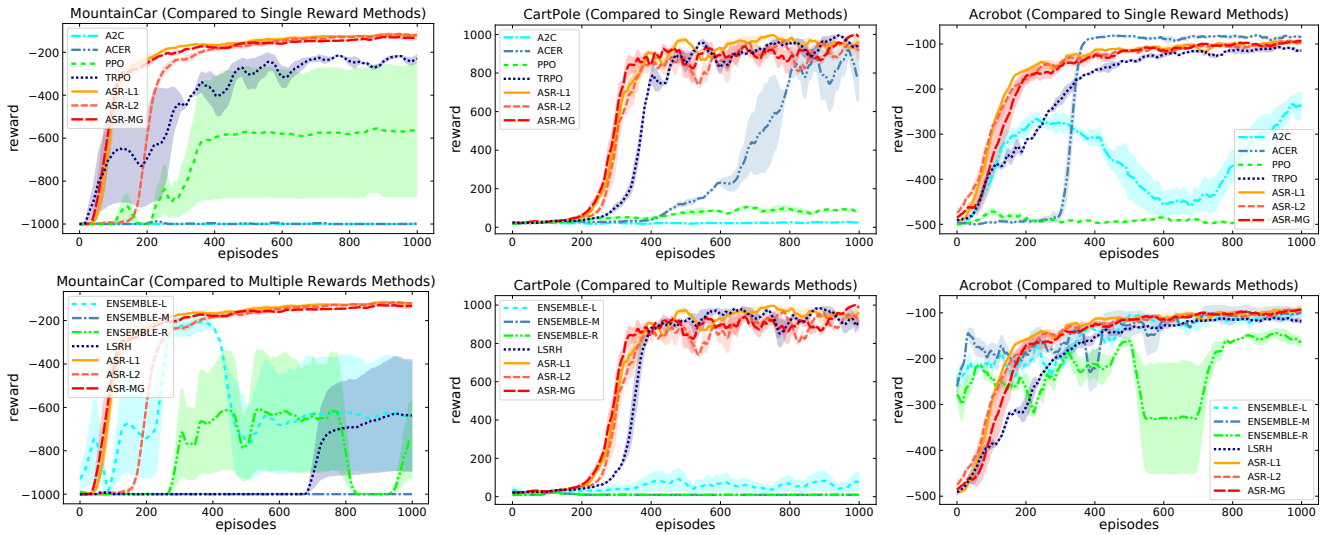 MountainCar (Compared to Single Reward Methods)
reward
−200
−400
−600
−800
−1000
A2C
ACER
PPO
TRPO
ASR-L1
ASR-L2
ASR-MG
0 200 400 600 800 1000
episodes
CartPole (Compared to Single Reward Methods)
reward
1000
800
600
400
200
0
A2C
ACER
PPO
TRPO
ASR-L1
ASR-L2
ASR-MG
0 200 400 600 800 1000
episodes
Acrobot (Compared to Single Reward Methods)
reward
−100
−200
−300
−400
−500
A2C
ACER
PPO
TRPO
ASR-L1
ASR-L2
ASR-MG
0 200 400 600 800 1000
episodes
MountainCar (Compared to Multiple Rewards Methods)
reward
−200
−400
−600
−800
−1000
ENSEMBLE-L
ENSEMBLE-M
ENSEMBLE-R
LSRH
ASR-L1
ASR-L2
ASR-MG
0 200 400 600 800 1000
episodes
CartPole (Compared to Multiple Rewards Methods)
reward
1000
800
600
400
200
0
ENSEMBLE-L
ENSEMBLE-M
ENSEMBLE-R
LSRH
ASR-L1
ASR-L2
ASR-MG
0 200 400 600 800 1000
episodes
Acrobot (Compared to Multiple Rewards Methods)
reward
−100
−200
−300
−400
−500
ENSEMBLE-L
ENSEMBLE-M
ENSEMBLE-R
LSRH
ASR-L1
ASR-L2
ASR-MG
0 200 400 600 800 1000
episodes